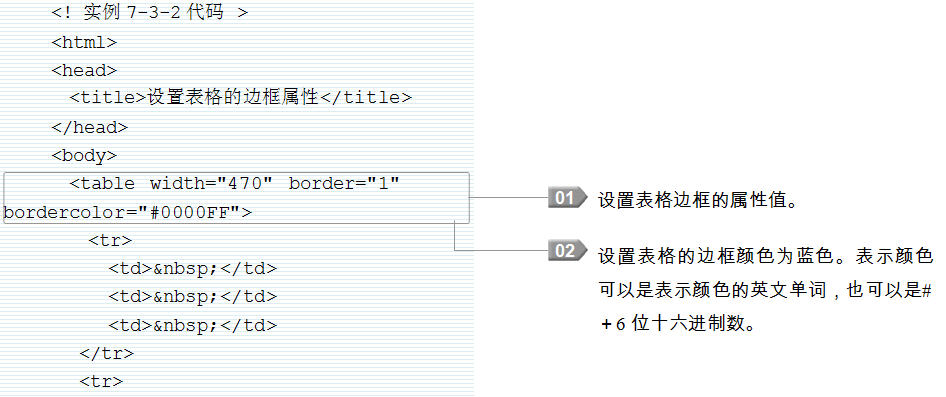 <! 实例 7-3-2 代码 >
<html>
<head>
<title>设置表格的边框属性</title>
</head>
<body>
<table width="470" border="1"
bordercolor="#0000FF">
<tr>
<td>&nbsp;</td>
<td>&nbsp;</td>
<td>&nbsp;</td>
</tr>
<tr>
01 设置表格边框的属性值。
02 设置表格的边框颜色为蓝色。表示颜色
可以是表示颜色的英文单词，也可以是#
＋6 位十六进制数。